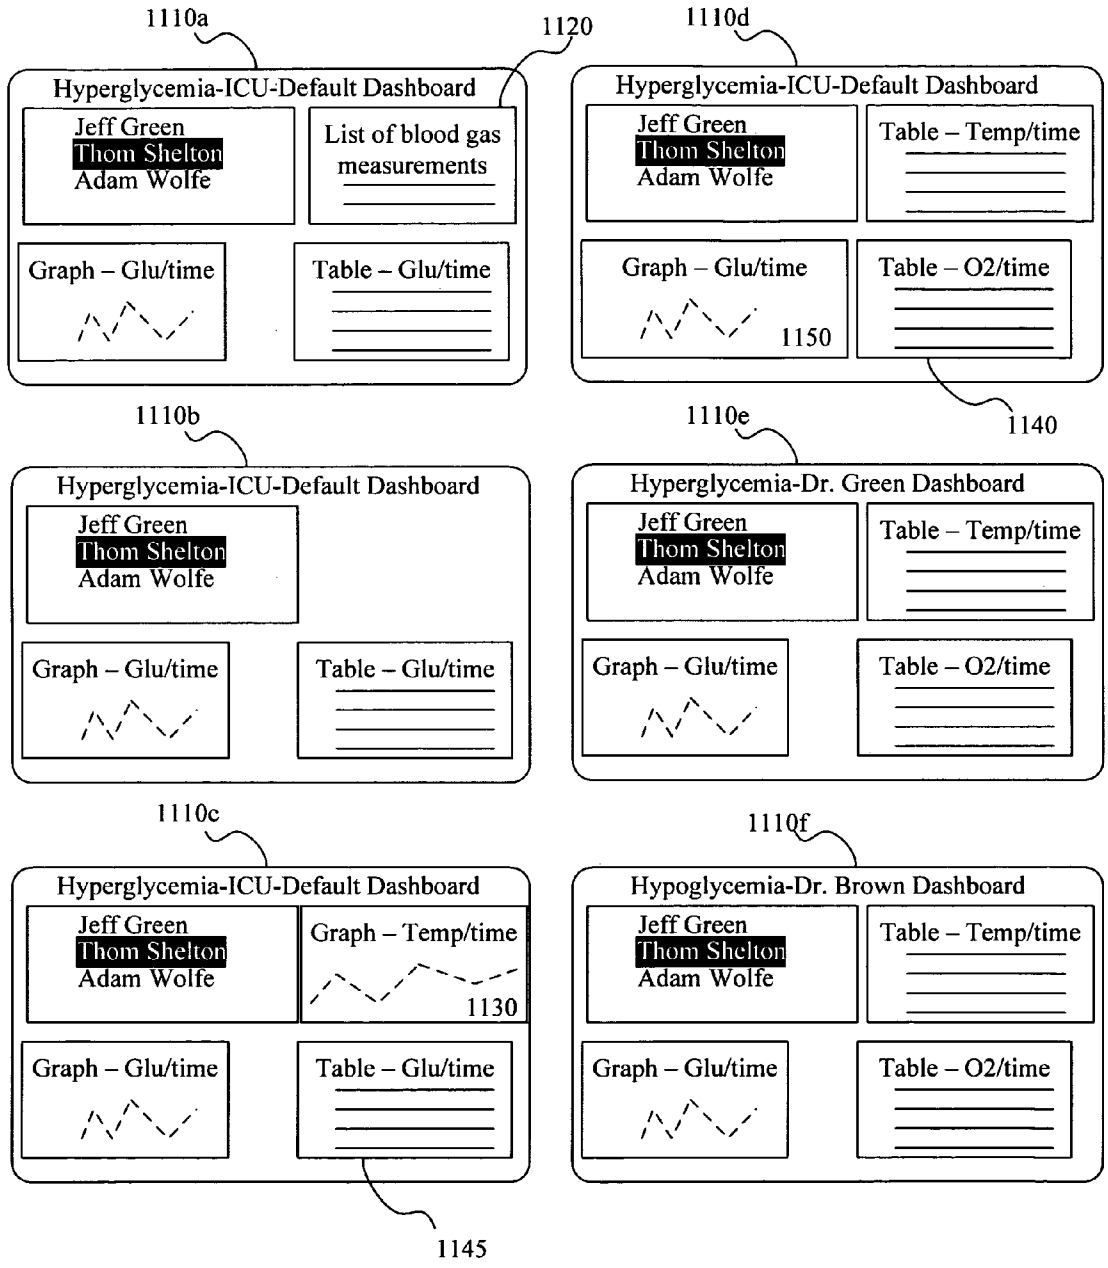 1110a
1120
Hyperglycemia-ICU-Default Dashboard
Jeff Green
Thom Shelton
Adam Wolfe
List of blood gas
measurements
Graph – Glu/time
Table – Glu/time
1110d
Hyperglycemia-ICU-Default Dashboard
Jeff Green
Thom Shelton
Adam Wolfe
Table – Temp/time
Graph – Glu/time
1150
Table – O2/time
1140
1110b
Hyperglycemia-ICU-Default Dashboard
Jeff Green
Thom Shelton
Adam Wolfe
Graph – Glu/time
Table – Glu/time
1110e
Hyperglycemia-Dr. Green Dashboard
Jeff Green
Thom Shelton
Adam Wolfe
Table – Temp/time
Graph – Glu/time
Table – O2/time
1110c
Hyperglycemia-ICU-Default Dashboard
Jeff Green
Thom Shelton
Adam Wolfe
Graph – Temp/time
1130
Graph – Glu/time
Table – Glu/time
1145
1110f
Hypoglycemia-Dr. Brown Dashboard
Jeff Green
Thom Shelton
Adam Wolfe
Table – Temp/time
Graph – Glu/time
Table – O2/time